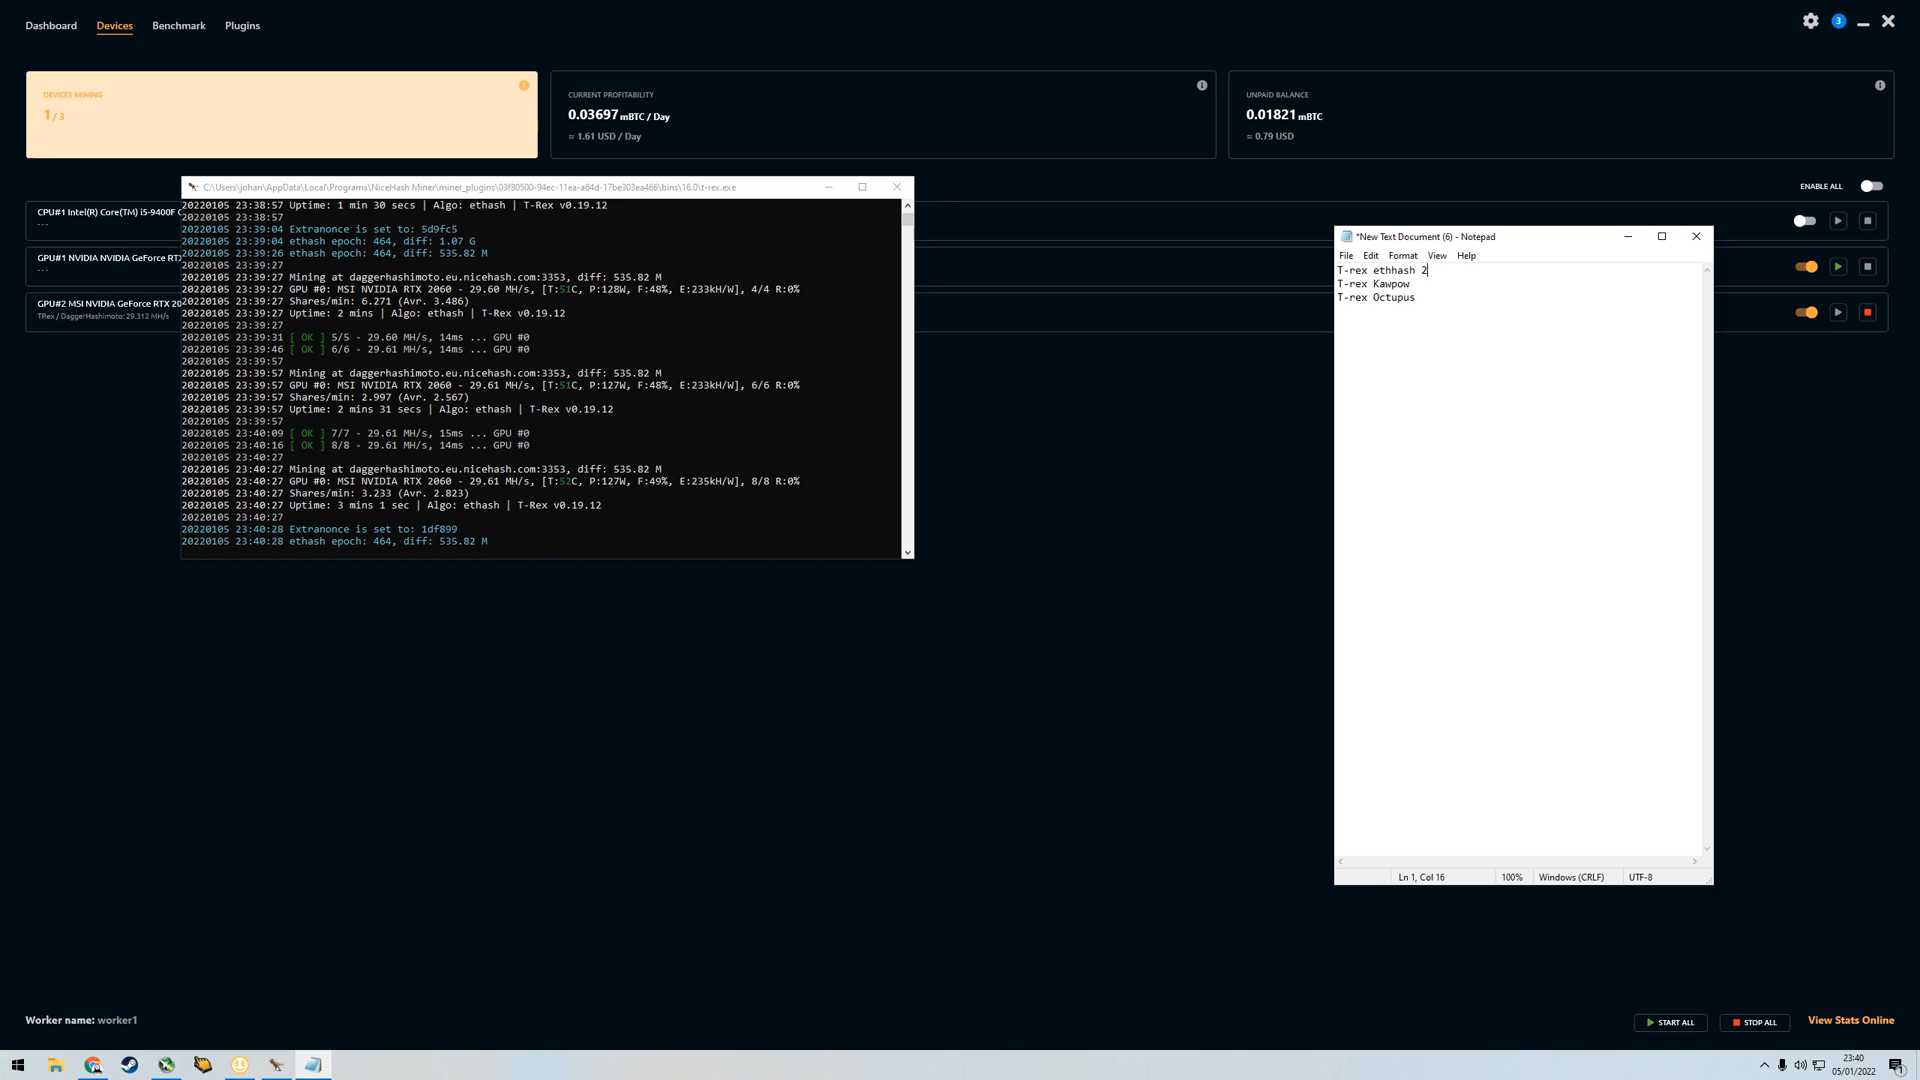 Dashboard
Devices
Benchmark
Plugins
3
DEVICES MINING
1 / 3
CURRENT PROFITABILITY
0.03697 mBTC / Day
≈ 1.61 USD / Day
UNPAID BALANCE
0.01821 mBTC
≈ 0.79 USD
ENABLE ALL
CPU#1 Intel(R) Core(TM) i5-9400F C
---
GPU#1 NVIDIA NVIDIA GeForce RTX
---
GPU#2 MSI NVIDIA GeForce RTX 20
TRex / DaggerHashimoto: 29.312 MH/s
C:\Users\johan\AppData\Local\Programs\NiceHash Miner\miner_plugins\03f80500-94ec-11ea-a64d-17be303ea466\bins\16.0\t-rex.exe
20220105 23:38:57 Uptime: 1 min 30 secs | Algo: ethash | T-Rex v0.19.12
20220105 23:38:57
20220105 23:39:04 Extranonce is set to: 5d9fc5
20220105 23:39:04 ethash epoch: 464, diff: 1.07 G
20220105 23:39:26 ethash epoch: 464, diff: 535.82 M
20220105 23:39:27
20220105 23:39:27 Mining at daggerhashimoto.eu.nicehash.com:3353, diff: 535.82 M
20220105 23:39:27 GPU #0: MSI NVIDIA RTX 2060 - 29.60 MH/s, [T:51C, P:128W, F:48%, E:233kH/W], 4/4 R:0%
20220105 23:39:27 Shares/min: 6.271 (Avr. 3.486)
20220105 23:39:27 Uptime: 2 mins | Algo: ethash | T-Rex v0.19.12
20220105 23:39:27
20220105 23:39:31 [ OK ] 5/5 - 29.60 MH/s, 14ms ... GPU #0
20220105 23:39:46 [ OK ] 6/6 - 29.61 MH/s, 14ms ... GPU #0
20220105 23:39:57
20220105 23:39:57 Mining at daggerhashimoto.eu.nicehash.com:3353, diff: 535.82 M
20220105 23:39:57 GPU #0: MSI NVIDIA RTX 2060 - 29.61 MH/s, [T:51C, P:127W, F:48%, E:233kH/W], 6/6 R:0%
20220105 23:39:57 Shares/min: 2.997 (Avr. 2.567)
20220105 23:39:57 Uptime: 2 mins 31 secs | Algo: ethash | T-Rex v0.19.12
20220105 23:39:57
20220105 23:40:09 [ OK ] 7/7 - 29.61 MH/s, 15ms ... GPU #0
20220105 23:40:16 [ OK ] 8/8 - 29.61 MH/s, 14ms ... GPU #0
20220105 23:40:27
20220105 23:40:27 Mining at daggerhashimoto.eu.nicehash.com:3353, diff: 535.82 M
20220105 23:40:27 GPU #0: MSI NVIDIA RTX 2060 - 29.61 MH/s, [T:52C, P:127W, F:49%, E:235kH/W], 8/8 R:0%
20220105 23:40:27 Shares/min: 3.233 (Avr. 2.823)
20220105 23:40:27 Uptime: 3 mins 1 sec | Algo: ethash | T-Rex v0.19.12
20220105 23:40:27
20220105 23:40:28 Extranonce is set to: 1df899
20220105 23:40:28 ethash epoch: 464, diff: 535.82 M
*New Text Document (6) - Notepad
File Edit Format View Help
T-rex ethhash 2
T-rex Kawpow
T-rex Octupus
Ln 1, Col 16
100%
Windows (CRLF)
UTF-8
Worker name: worker1
START ALL
STOP ALL
View Stats Online
23:40
05/01/2022
1